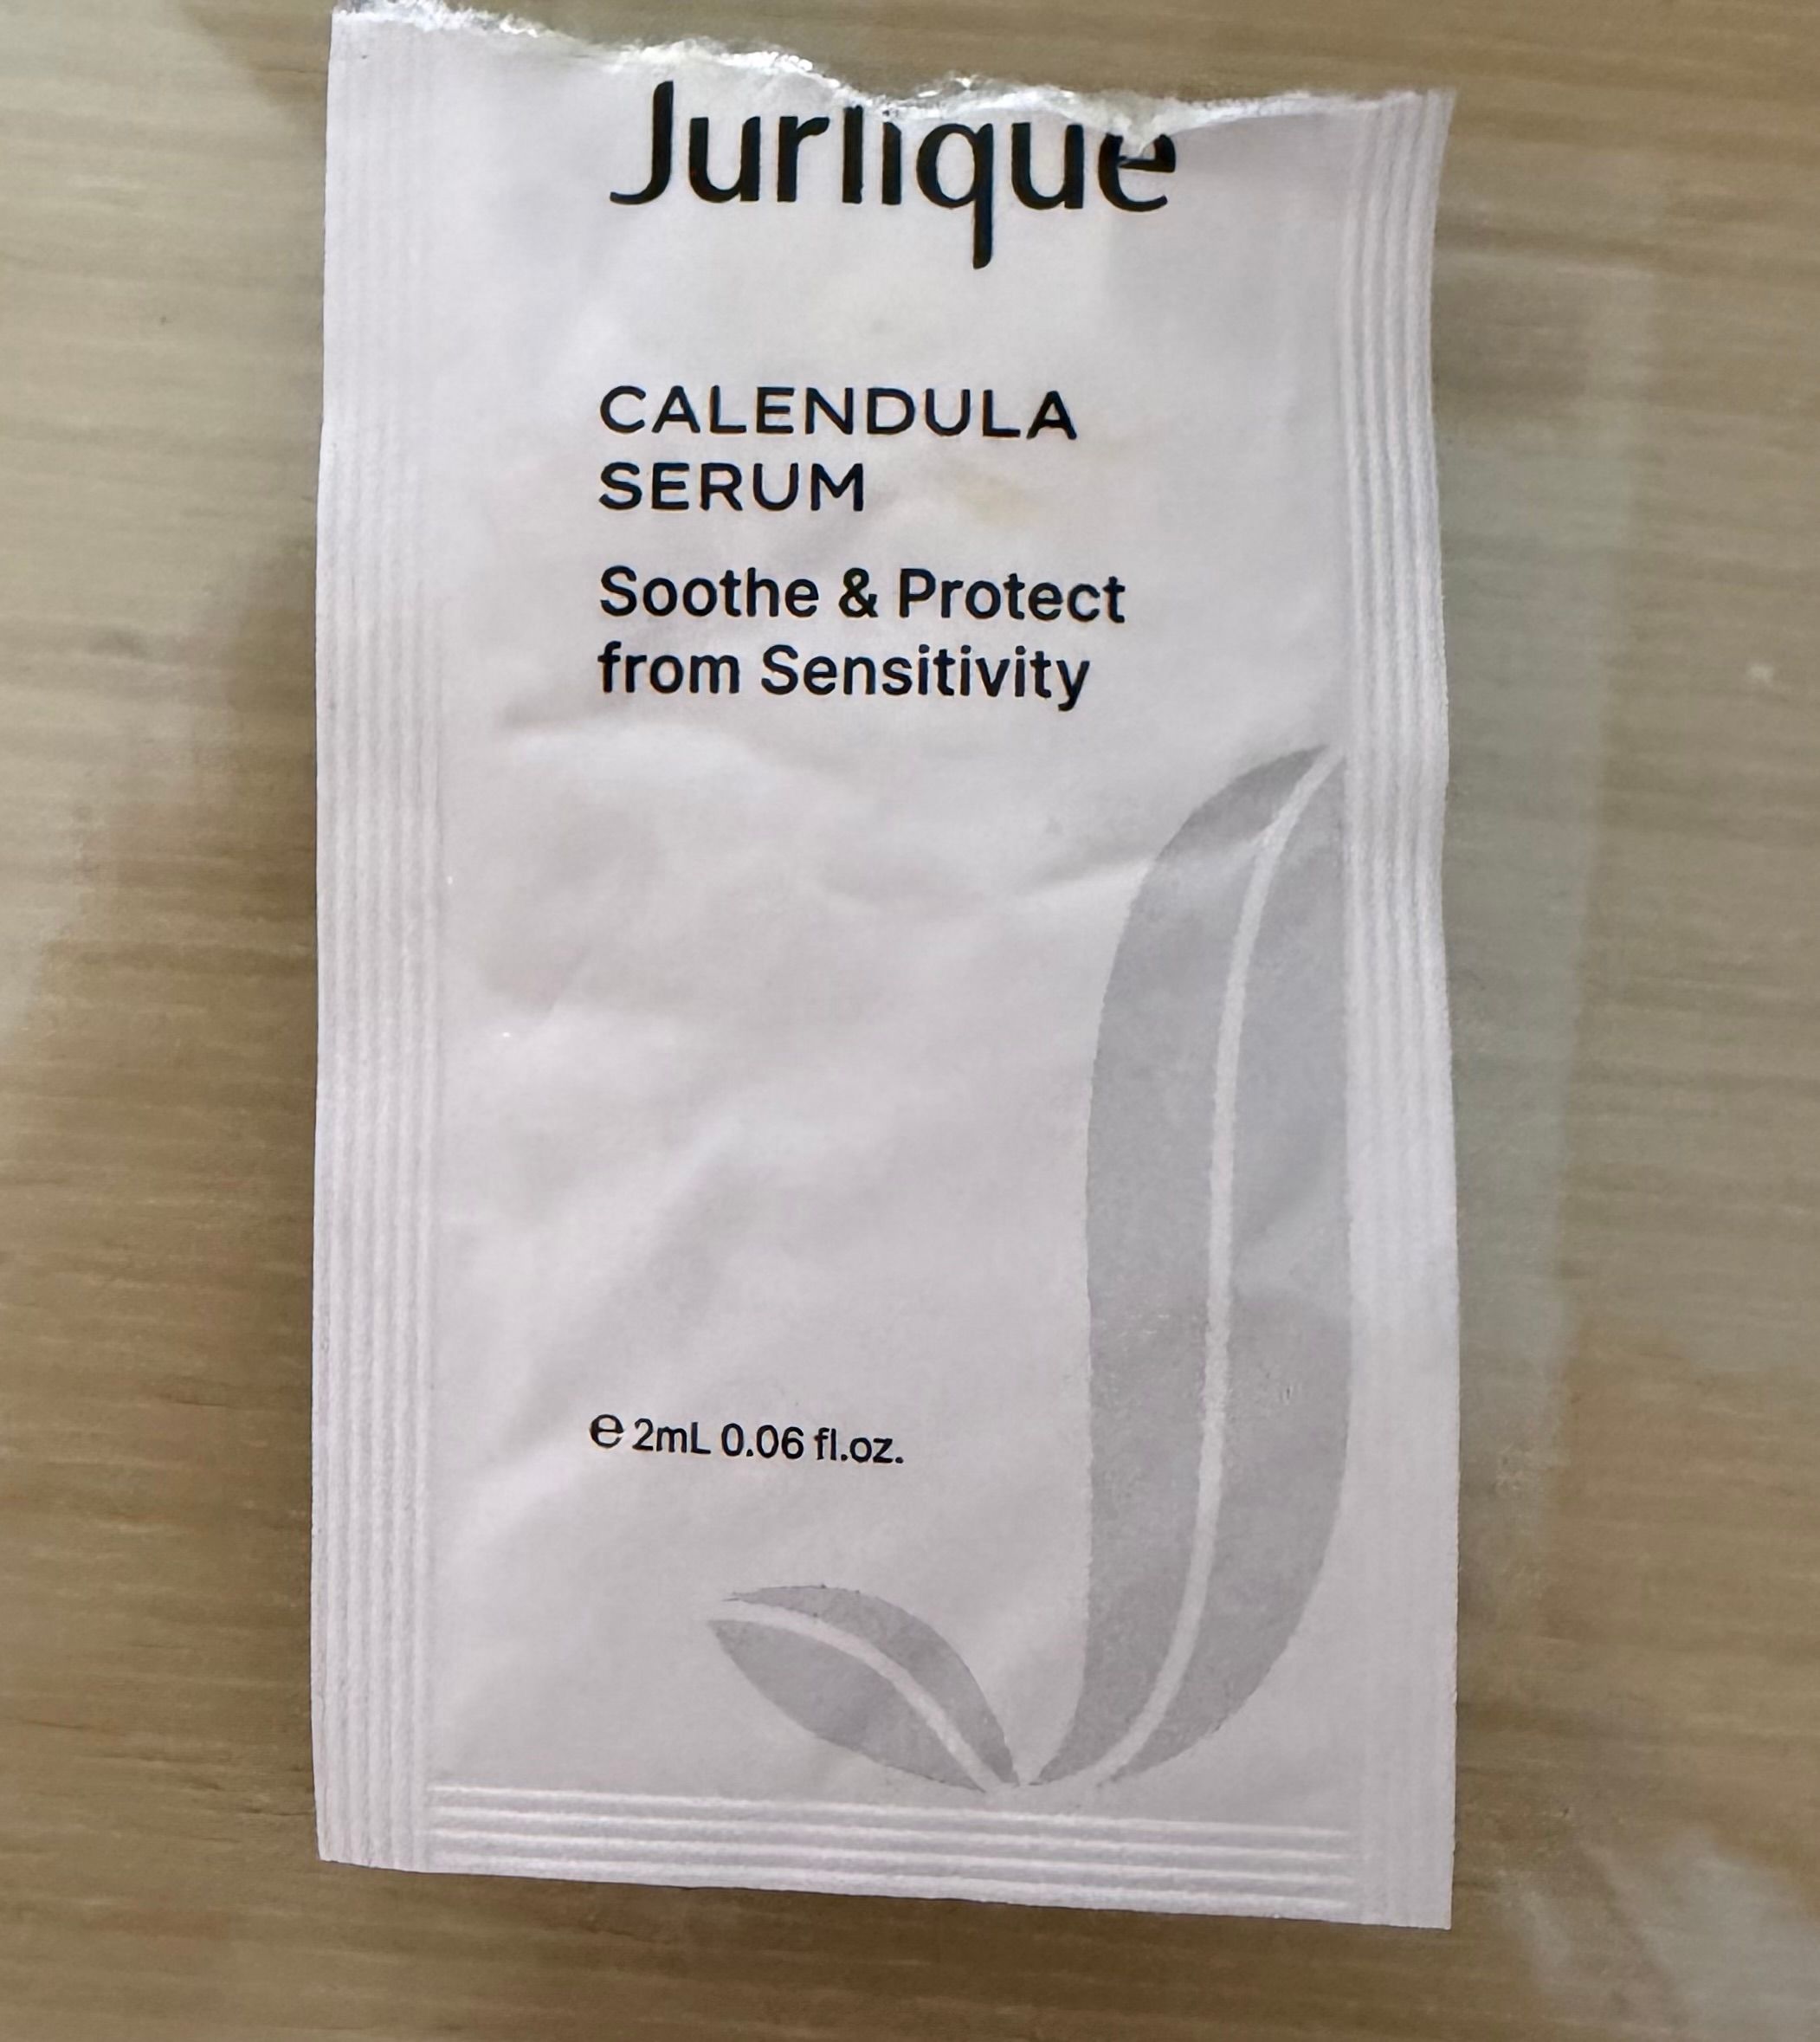 Jurlique
CALENDULA
SERUM
Soothe & Protect
from Sensitivity
℮ 2mL 0.06 fl.oz.